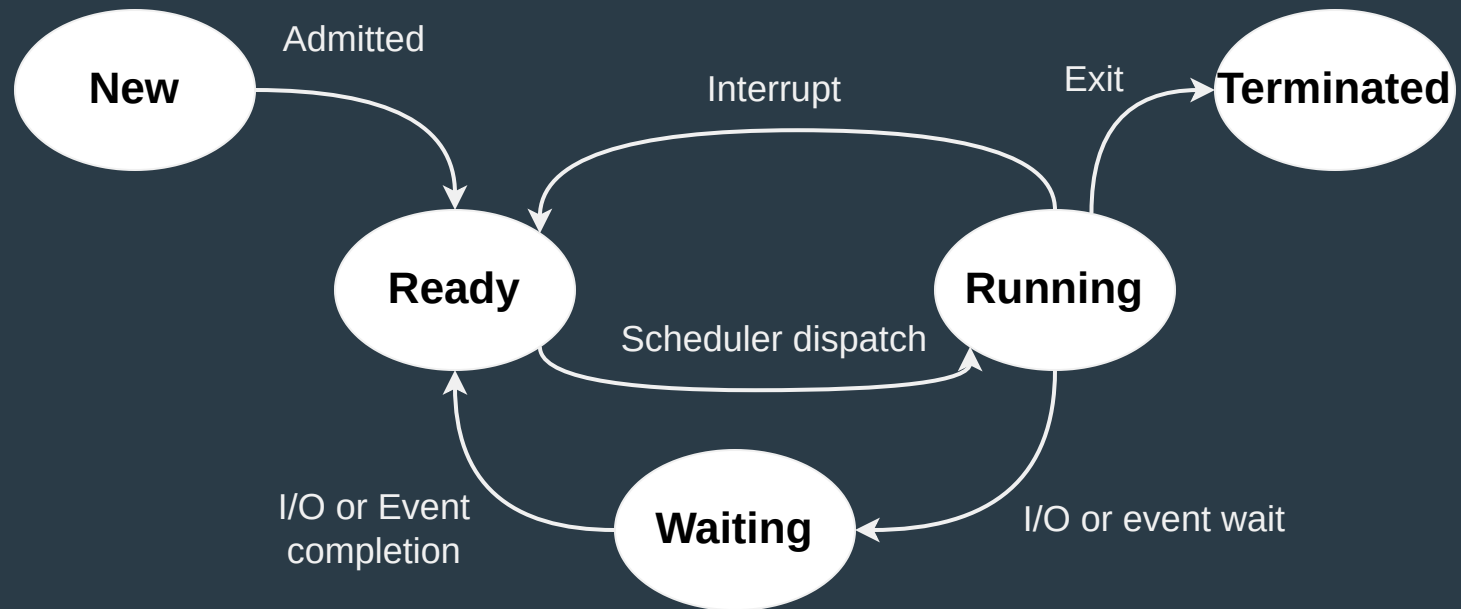 New
Admitted
Interrupt
Exit
Terminated
Ready
Running
Scheduler dispatch
I/O or Event
completion
Waiting
I/O or event wait